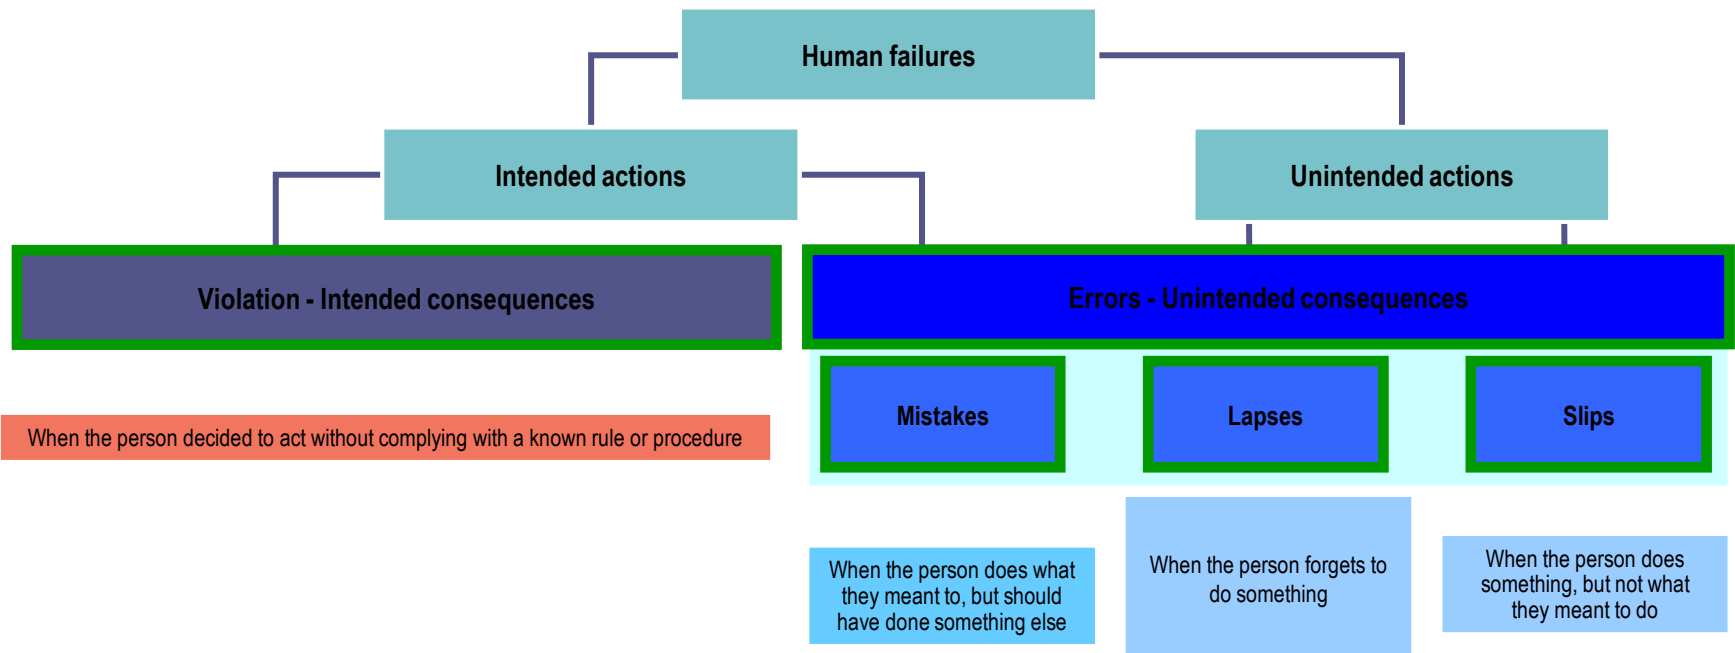 Human failures
Intended actions
Unintended actions
Violation - Intended consequences
Errors - Unintended consequences
Mistakes
Lapses
Slips
When the person decided to act without complying with a known rule or procedure
When the person does what
they meant to, but should
have done something else
When the person forgets to
do something
When the person does
something, but not what
they meant to do